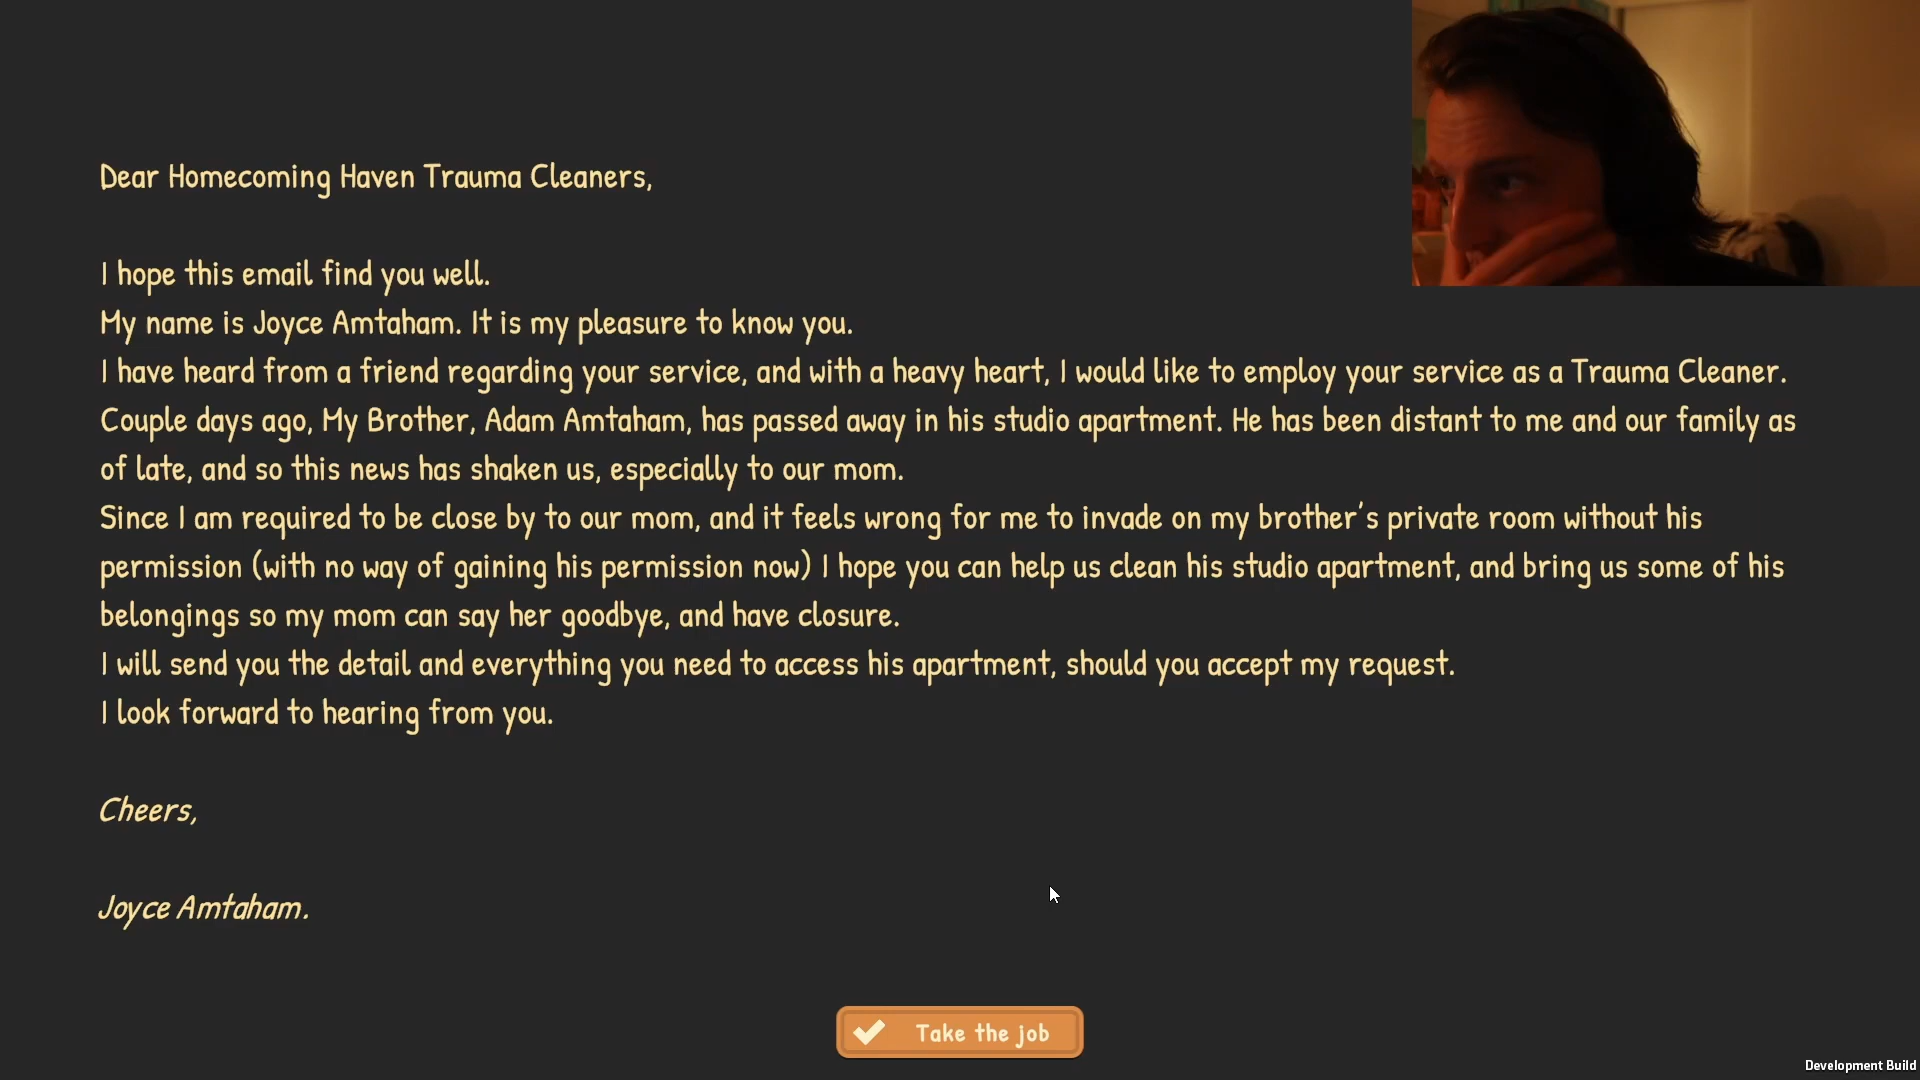 Dear Homecoming Haven Trauma Cleaners,
I hope this email find you well.
My name is Joyce Amtaham. It is my pleasure to know you.
I have heard from a friend regarding your service, and with a heavy heart, I would like to employ your service as a Trauma Cleaner.
Couple days ago, My Brother, Adam Amtaham, has passed away in his studio apartment. He has been distant to me and our family as
of late, and so this news has shaken us, especially to our mom.
Since I am required to be close by to our mom, and it feels wrong for me to invade on my brother's private room without his
permission (with no way of gaining his permission now) I hope you can help us clean his studio apartment, and bring us some of his
belongings so my mom can say her goodbye, and have closure.
I will send you the detail and everything you need to access his apartment, should you accept my request.
I look forward to hearing from you.
Cheers,
Joyce Amtaham.
Take the job
Development Build